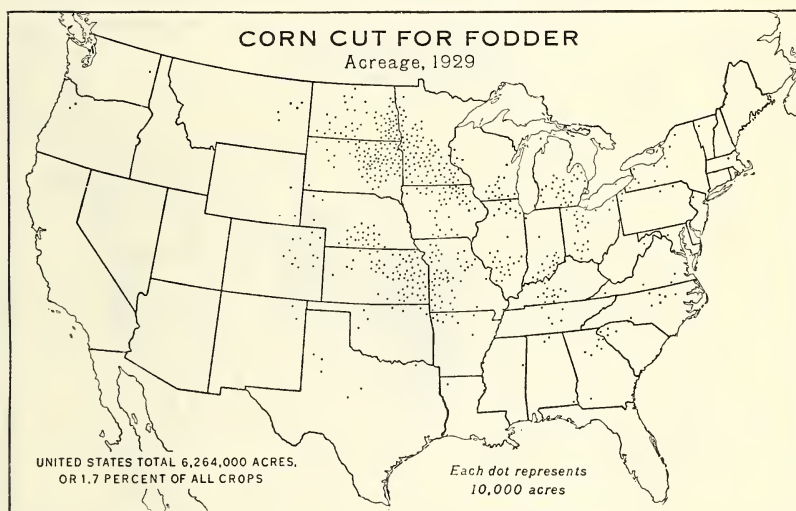 CORN CUT FOR FODDER
Acreage, 1929
UNITED STATES TOTAL 6,264,000 ACRES,
OR 1.7 PERCENT OF ALL CROPS
Each dot represents
10,000 acres